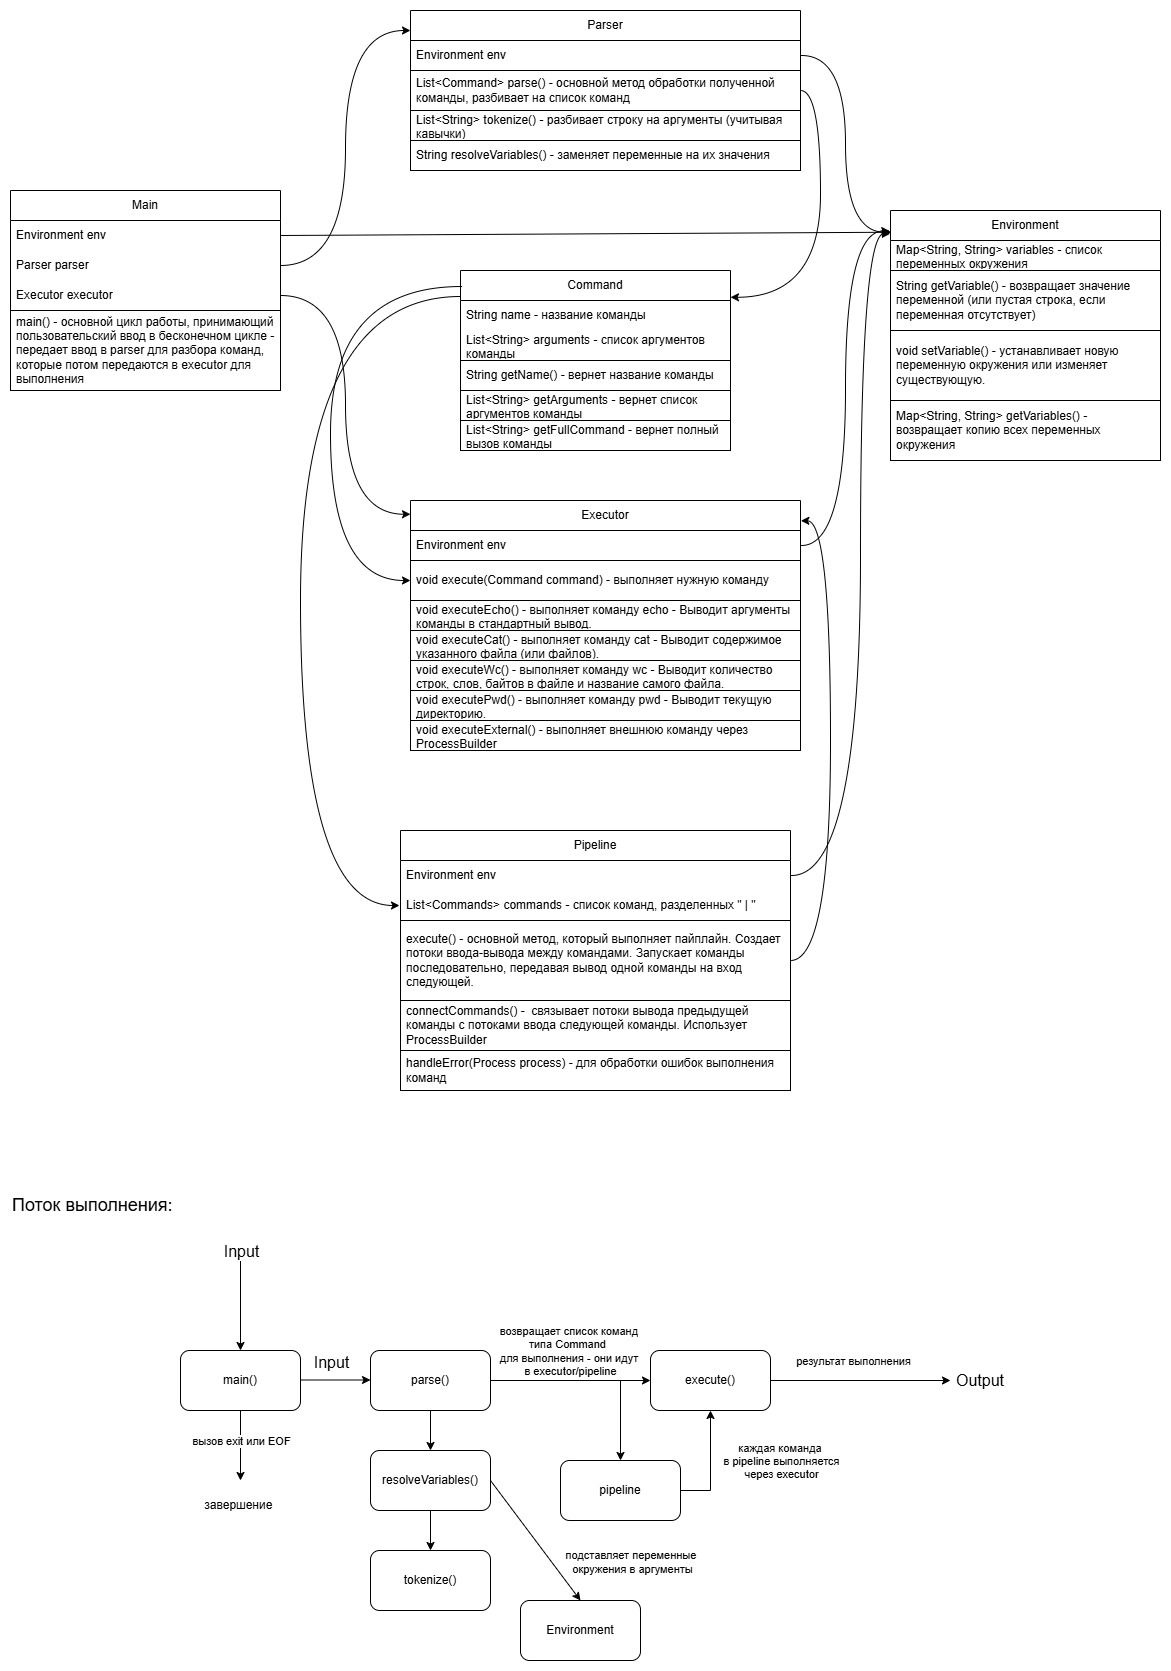 Parser
Environment env
List<Command> parse() - основной метод обработки полученной
команды, разбивает на список команд
List<String> tokenize() - разбивает строку на аргументы (учитывая
кавычки)
String resolveVariables() - заменяет переменные на их значения
Main
Environment env
Parser parser
Executor executor
main() - основной цикл работы, принимающий
пользовательский ввод в бесконечном цикле -
передает ввод в parser для разбора команд,
которые потом передаются в executor для
выполнения
Environment
Map<String, String> variables - список
переменных окружения
String getVariable() - возвращает значение
переменной (или пустая строка, если
переменная отсутствует)
void setVariable() - устанавливает новую
переменную окружения или изменяет
существующую.
Map<String, String> getVariables() -
возвращает копию всех переменных
окружения
Command
String name - название команды
List<String> arguments - список аргументов
команды
String getName() - вернет название команды
List<String> getArguments - вернет список
аргументов команды
List<String> getFullCommand - вернет полный
вызов команды
Executor
Environment env
void execute(Command command) - выполняет нужную команду
void executeEcho() - выполняет команду echo - Выводит аргументы
команды в стандартный вывод.
void executeCat() - выполняет команду cat - Выводит содержимое
указанного файла (или файлов).
void executeWc() - выполняет команду wc - Выводит количество
строк, слов, байтов в файле и название самого файла.
void executePwd() - выполняет команду pwd - Выводит текущую
директорию.
void executeExternal() - выполняет внешнюю команду через
ProcessBuilder
Pipeline
Environment env
List<Commands> commands - список команд, разделенных " | "
execute() - основной метод, который выполняет пайплайн. Создает
потоки ввода-вывода между командами. Запускает команды
последовательно, передавая вывод одной команды на вход
следующей.
connectCommands() - связывает потоки вывода предыдущей
команды с потоками ввода следующей команды. Использует
ProcessBuilder
handleError(Process process) - для обработки ошибок выполнения
команд
Поток выполнения:
Input
main()
Input
parse()
возвращает список команд
типа Command
для выполнения - они идут
в executor/pipeline
execute()
результат выполнения
Output
вызов exit или EOF
завершение
resolveVariables()
pipeline
каждая команда
в pipeline выполняется
через executor
tokenize()
подставляет переменные
окружения в аргументы
Environment